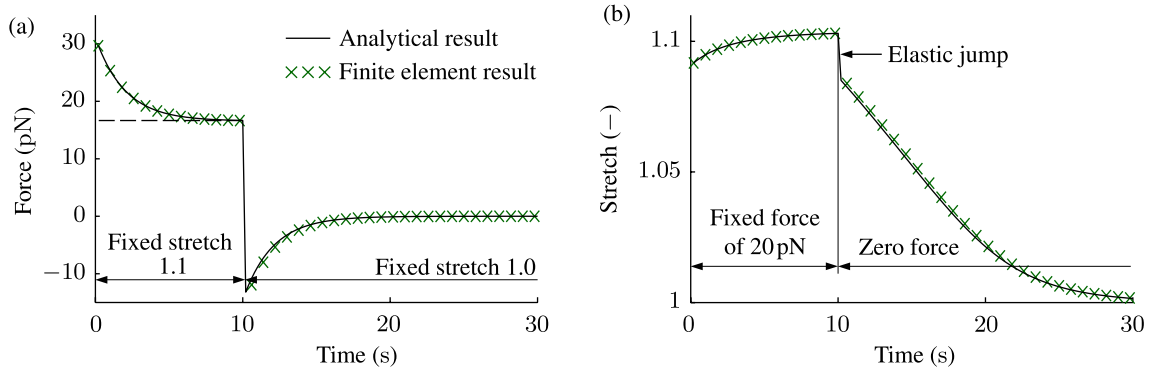 (a)
30
20
10
0
−10
Force (pN)
Analytical result
Finite element result
Fixed stretch
1.1
Fixed stretch 1.0
0
10
20
30
Time (s)
(b)
1.1
1.05
1
Stretch (−)
Elastic jump
Fixed force
of 20 pN
Zero force
0
10
20
30
Time (s)